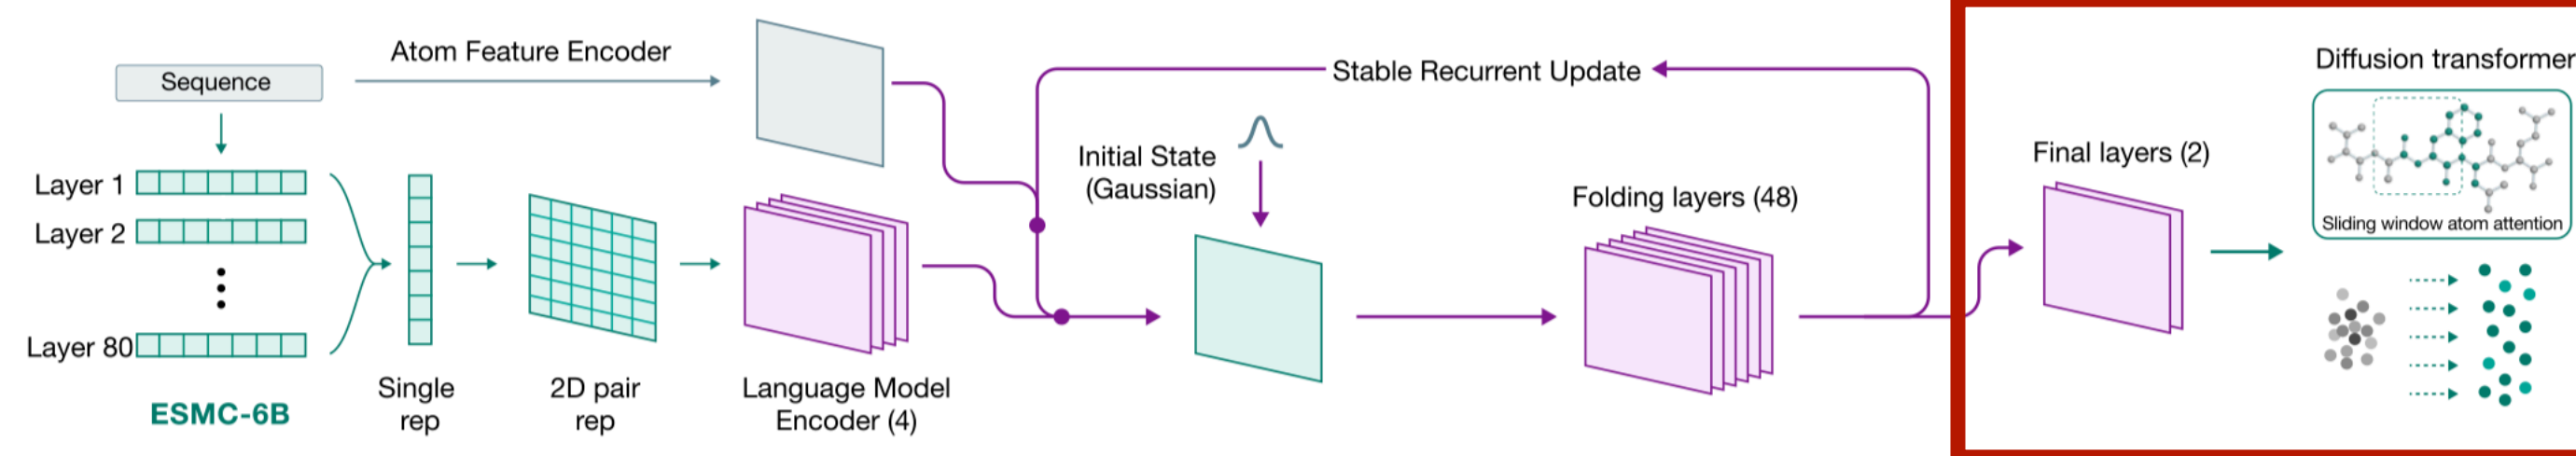 Sequence
Atom Feature Encoder
Layer 1
Layer 2
Layer 80
ESMC-6B
Single
rep
2D pair
rep
Language Model
Encoder (4)
Stable Recurrent Update
Initial State
(Gaussian)
Folding layers (48)
Final layers (2)
Diffusion transformer
Sliding window atom attention